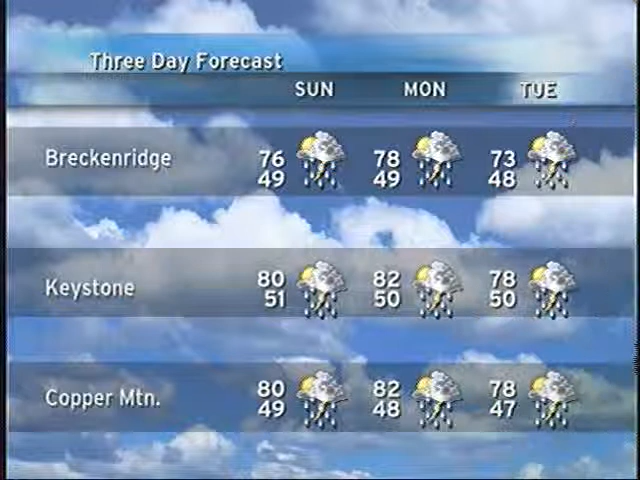 Three Day Forecast
SUN MON TUE
Breckenridge 76 78 73
49 49 48
Keystone 80 82 78
51 50 50
Copper Mtn. 80 82 78
49 48 47